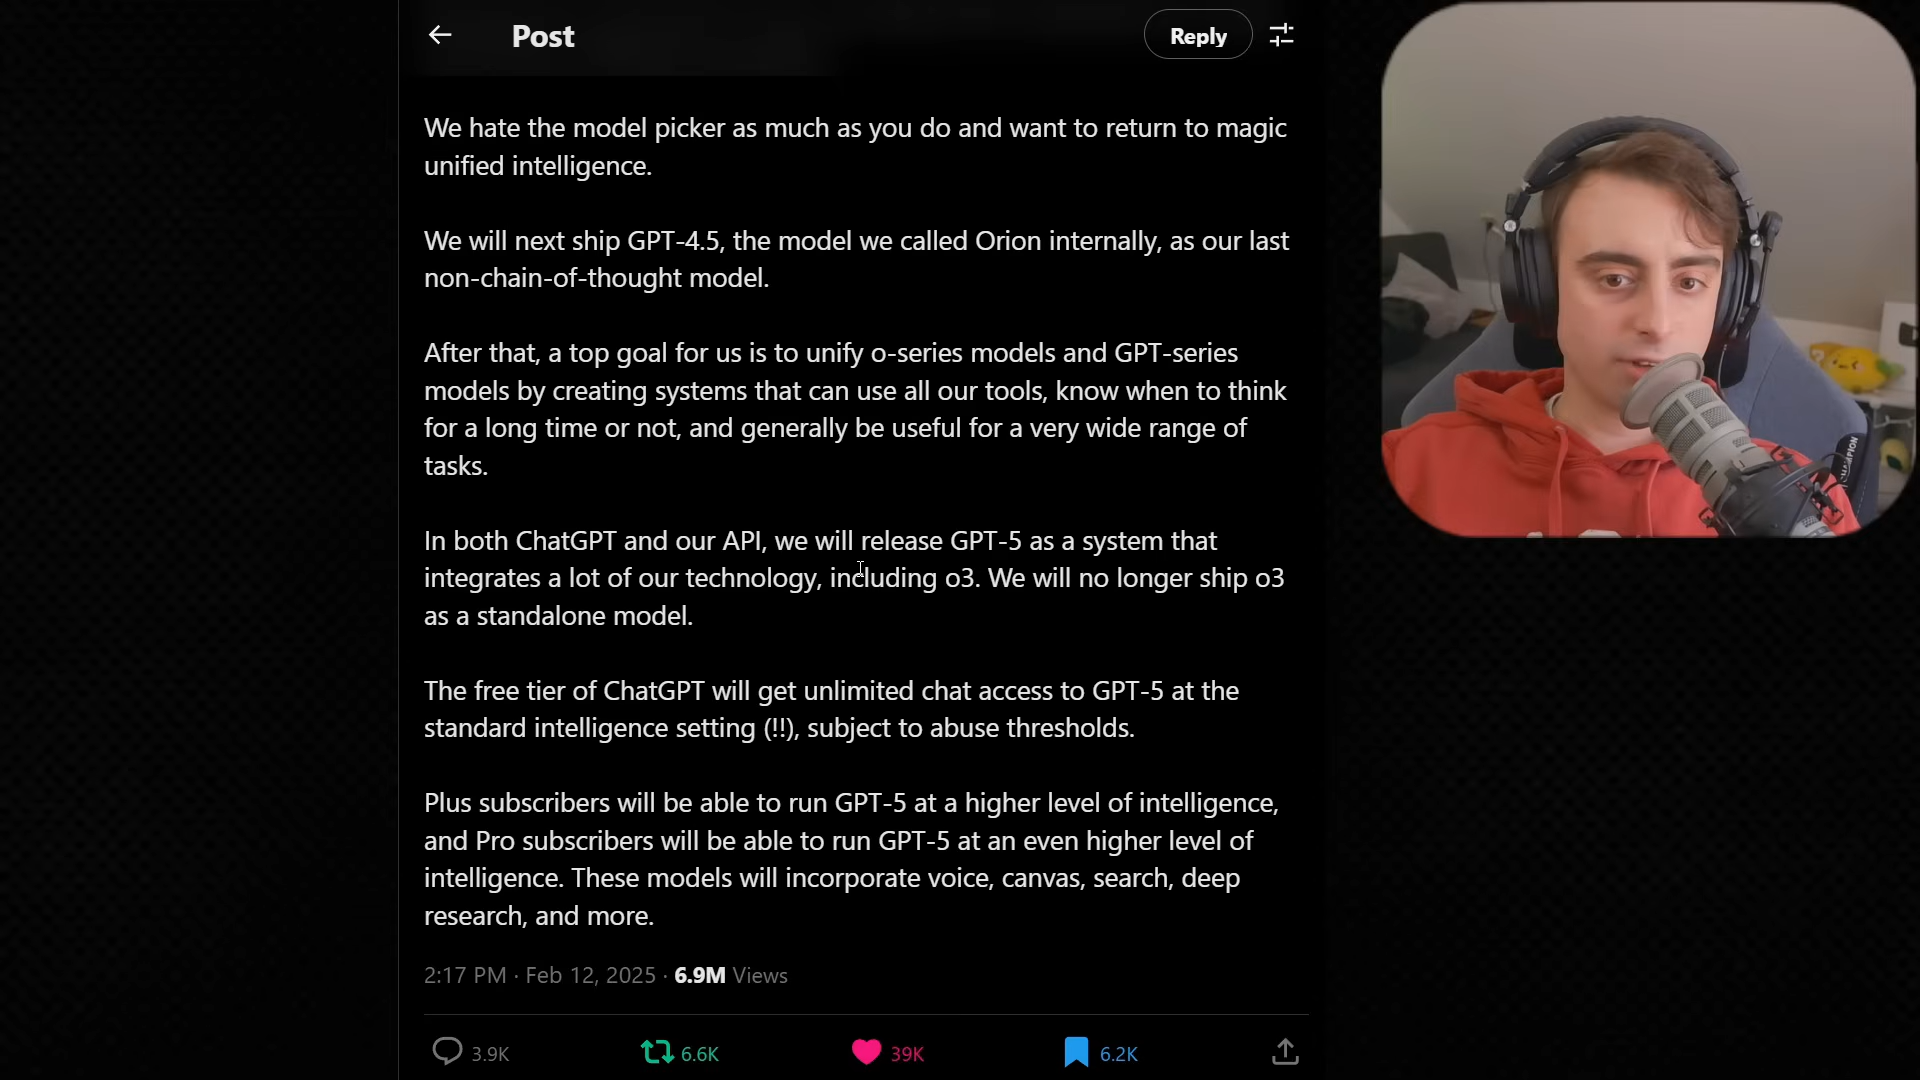 Post
Reply
We hate the model picker as much as you do and want to return to magic
unified intelligence.
We will next ship GPT-4.5, the model we called Orion internally, as our last
non-chain-of-thought model.
After that, a top goal for us is to unify o-series models and GPT-series
models by creating systems that can use all our tools, know when to think
for a long time or not, and generally be useful for a very wide range of
tasks.
In both ChatGPT and our API, we will release GPT-5 as a system that
integrates a lot of our technology, including o3. We will no longer ship o3
as a standalone model.
The free tier of ChatGPT will get unlimited chat access to GPT-5 at the
standard intelligence setting (!!), subject to abuse thresholds.
Plus subscribers will be able to run GPT-5 at a higher level of intelligence,
and Pro subscribers will be able to run GPT-5 at an even higher level of
intelligence. These models will incorporate voice, canvas, search, deep
research, and more.
2:17 PM · Feb 12, 2025 · 6.9M Views
3.9K 6.6K 39K 6.2K
CHAMPION